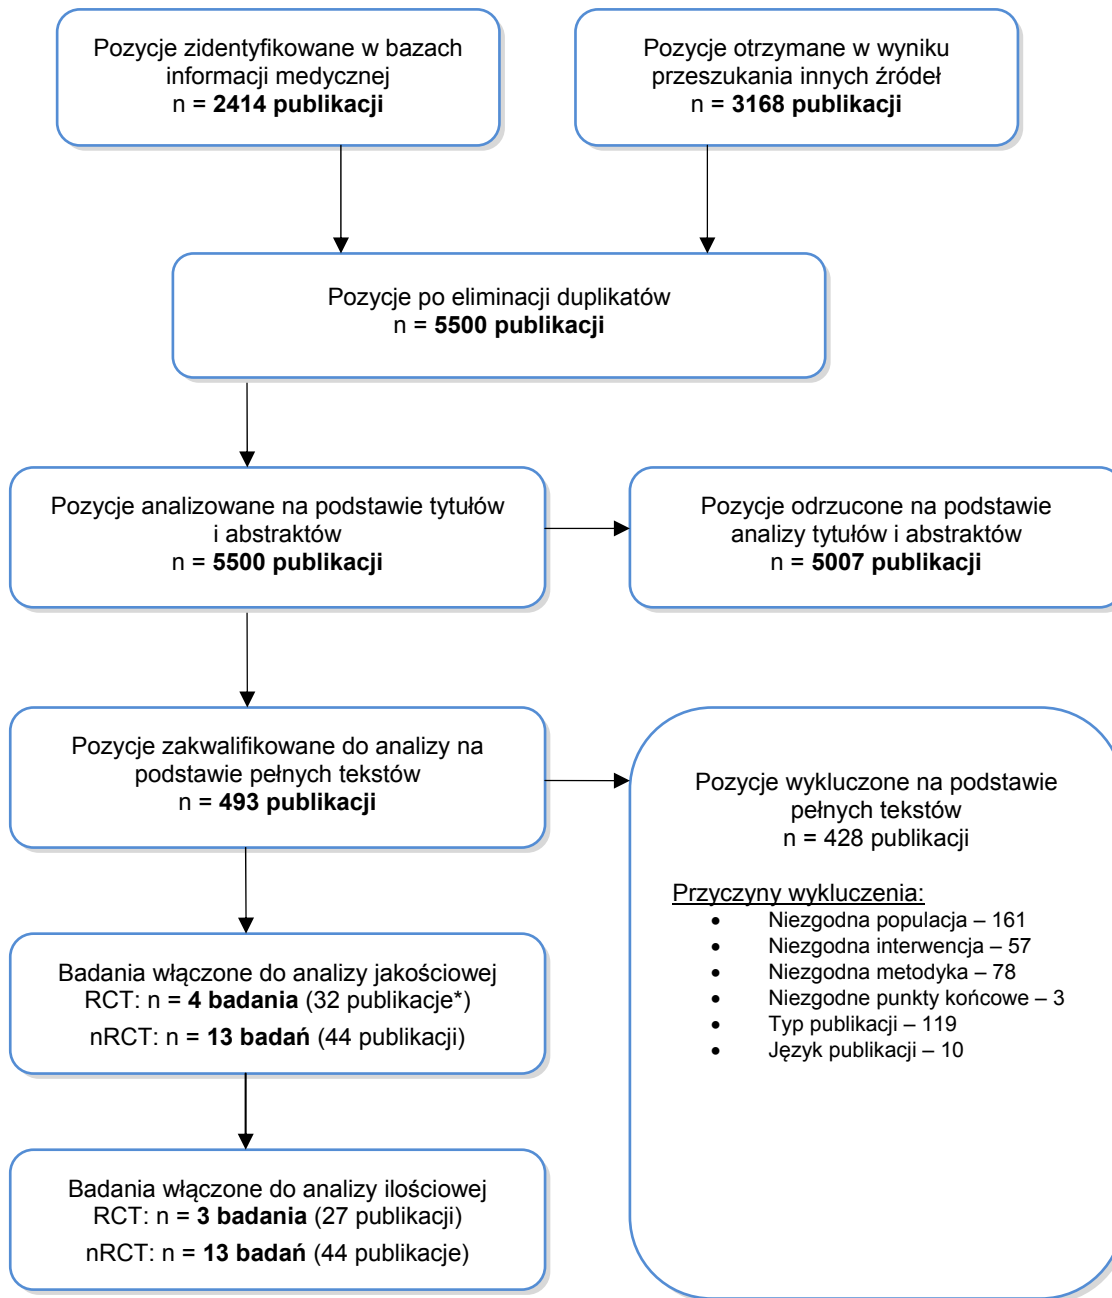 Pozycje zidentyfikowane w bazach
informacji medycznej
n = 2414 publikacji
Pozycje otrzymane w wyniku
przeszukania innych źródeł
n = 3168 publikacji
Pozycje po eliminacji duplikatów
n = 5500 publikacji
Pozycje analizowane na podstawie tytułów
i abstraktów
n = 5500 publikacji
Pozycje odrzucone na podstawie
analizy tytułów i abstraktów
n = 5007 publikacji
Pozycje zakwalifikowane do analizy na
podstawie pełnych tekstów
n = 493 publikacji
Pozycje wykluczone na podstawie
pełnych tekstów
n = 428 publikacji
Przyczyny wykluczenia:
• Niezgodna populacja – 161
• Niezgodna interwencja – 57
• Niezgodna metodyka – 78
• Niezgodne punkty końcowe – 3
• Typ publikacji – 119
• Język publikacji – 10
Badania włączone do analizy jakościowej
RCT: n = 4 badania (32 publikacje*)
nRCT: n = 13 badań (44 publikacji)
Badania włączone do analizy ilościowej
RCT: n = 3 badania (27 publikacji)
nRCT: n = 13 badań (44 publikacje)